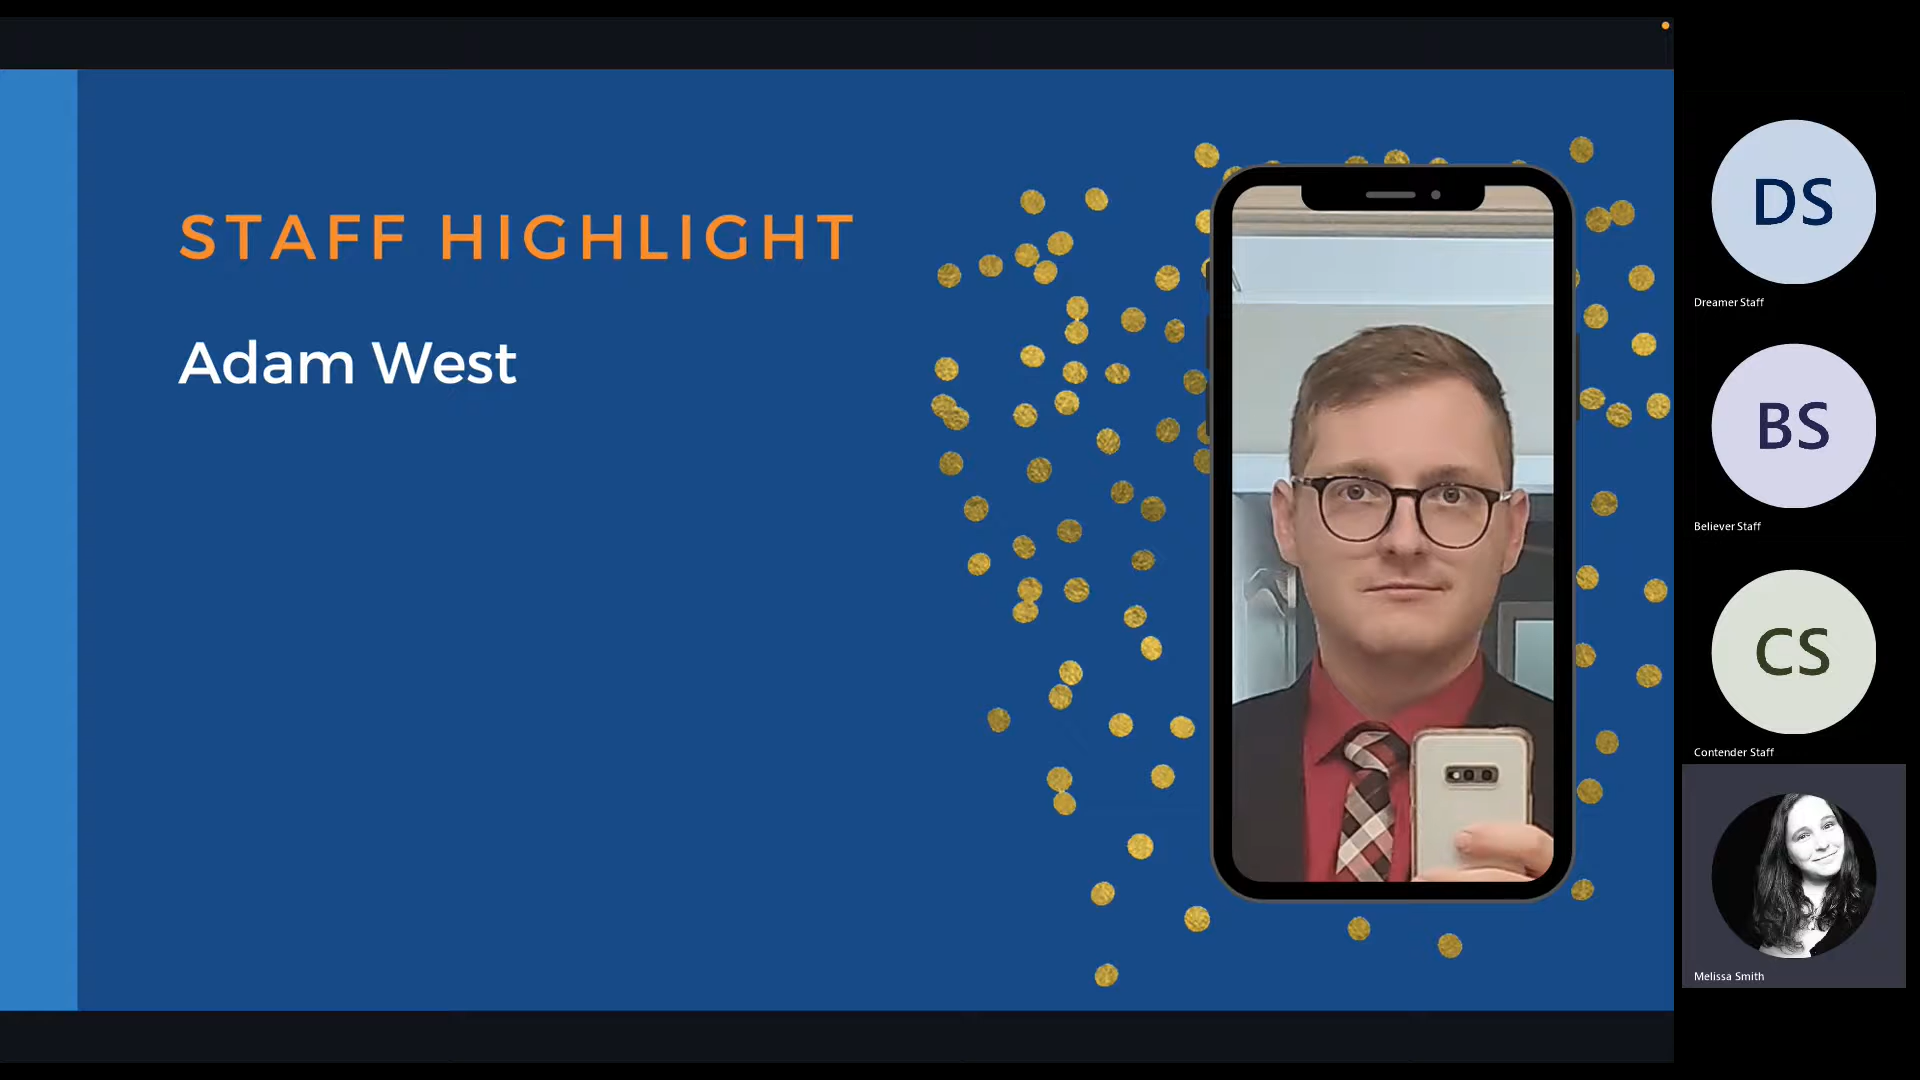 STAFF HIGHLIGHT
Adam West
DS
Dreamer Staff
BS
Believer Staff
CS
Contender Staff
Melissa Smith